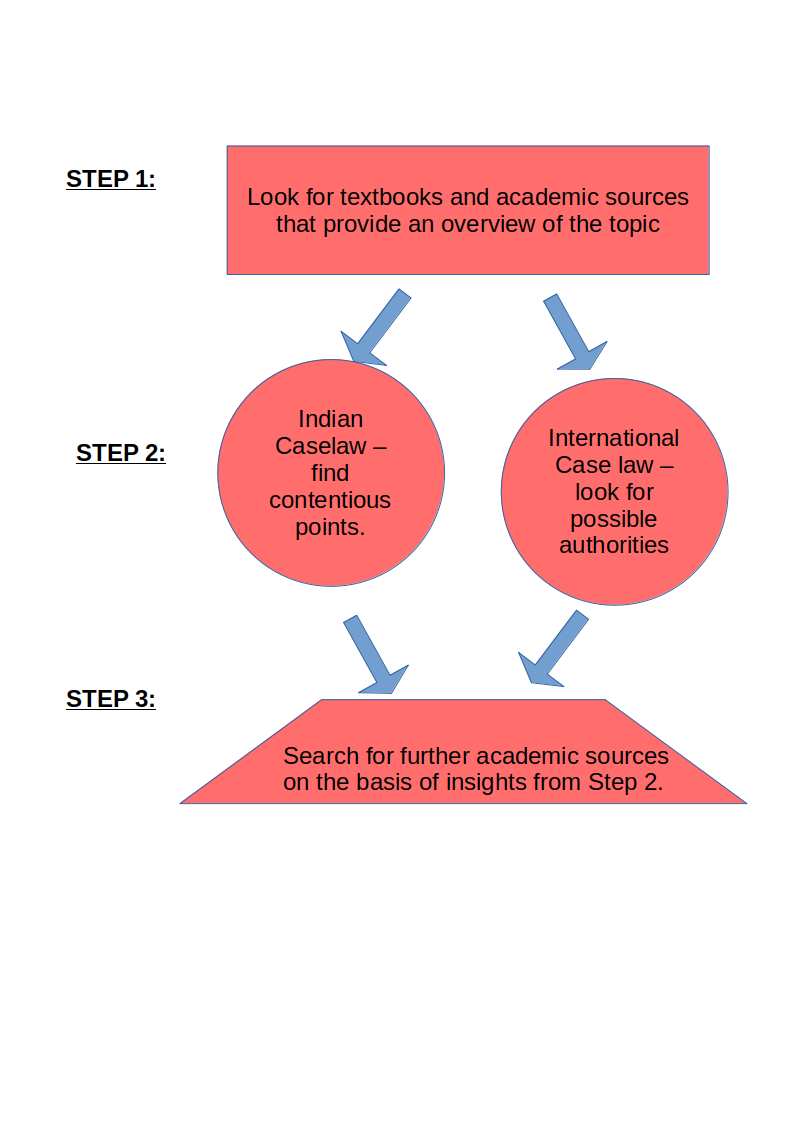 STEP 1:
Look for textbooks and academic sources
that provide an overview of the topic
STEP 2:
Indian
Caselaw –
find
contentious
points.
International
Case law –
look for
possible
authorities
STEP 3:
Search for further academic sources
on the basis of insights from Step 2.